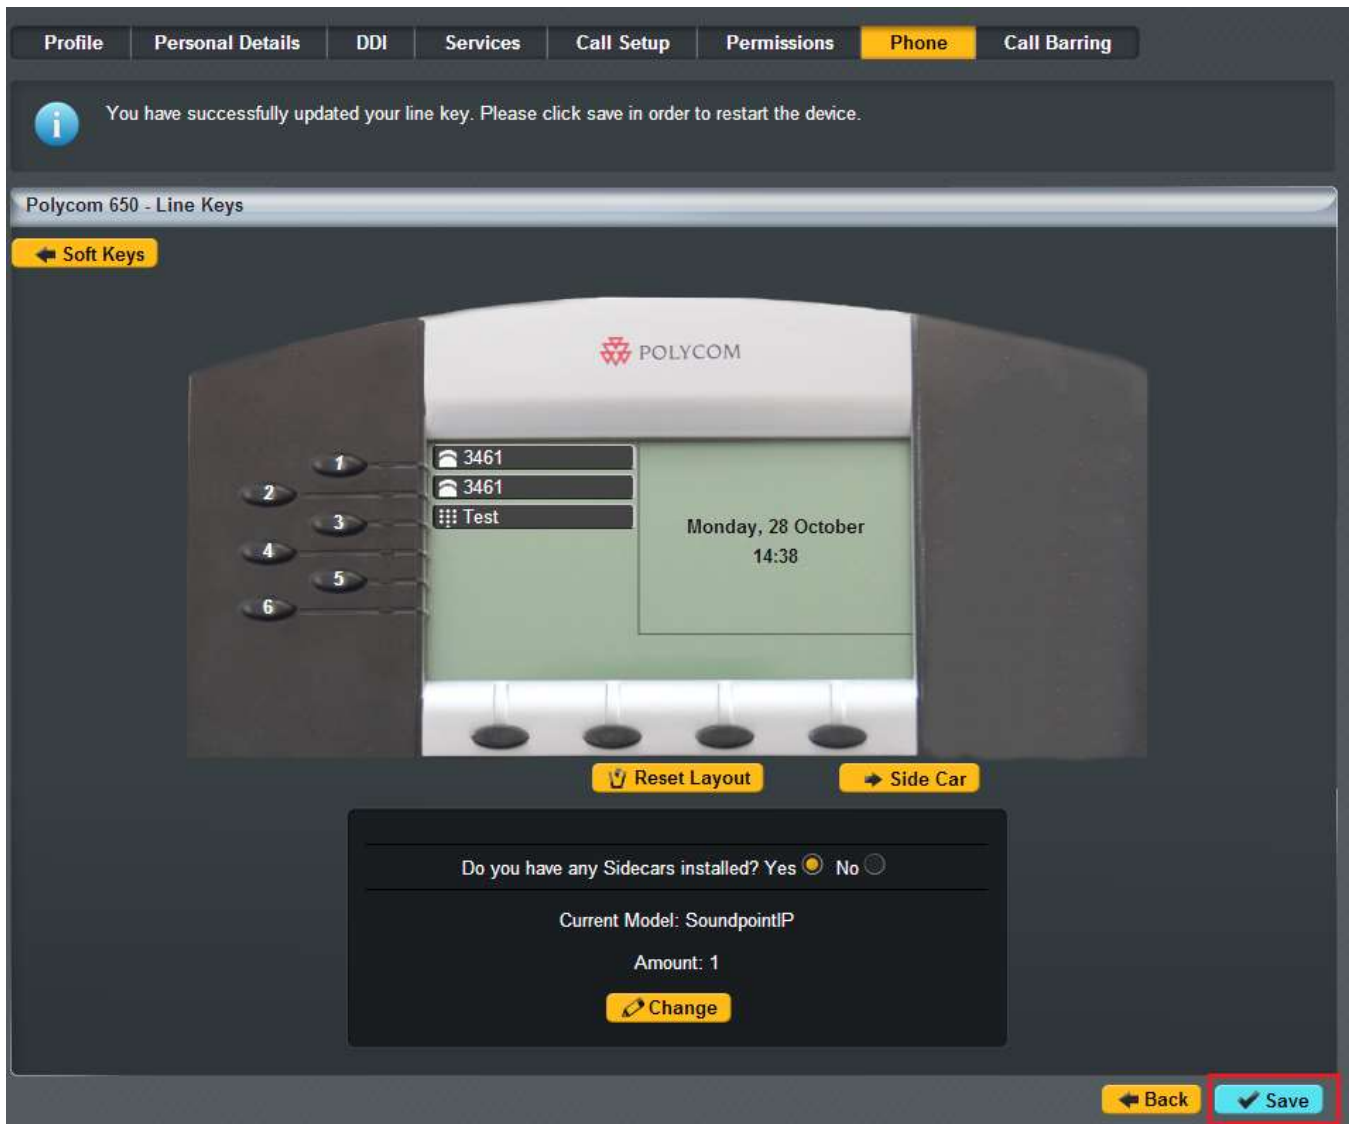 Profile Personal Details DDI Services Call Setup Permissions Phone Call Barring
i
You have successfully updated your line key. Please click save in order to restart the device.
Polycom 650 - Line Keys
Soft Keys
POLYCOM
1
3461
2
3461
3
Test
4
5
6
Monday, 28 October
14:38
Reset Layout
Side Car
Do you have any Sidecars installed? Yes No
Current Model: SoundpointIP
Amount: 1
Change
Back
Save